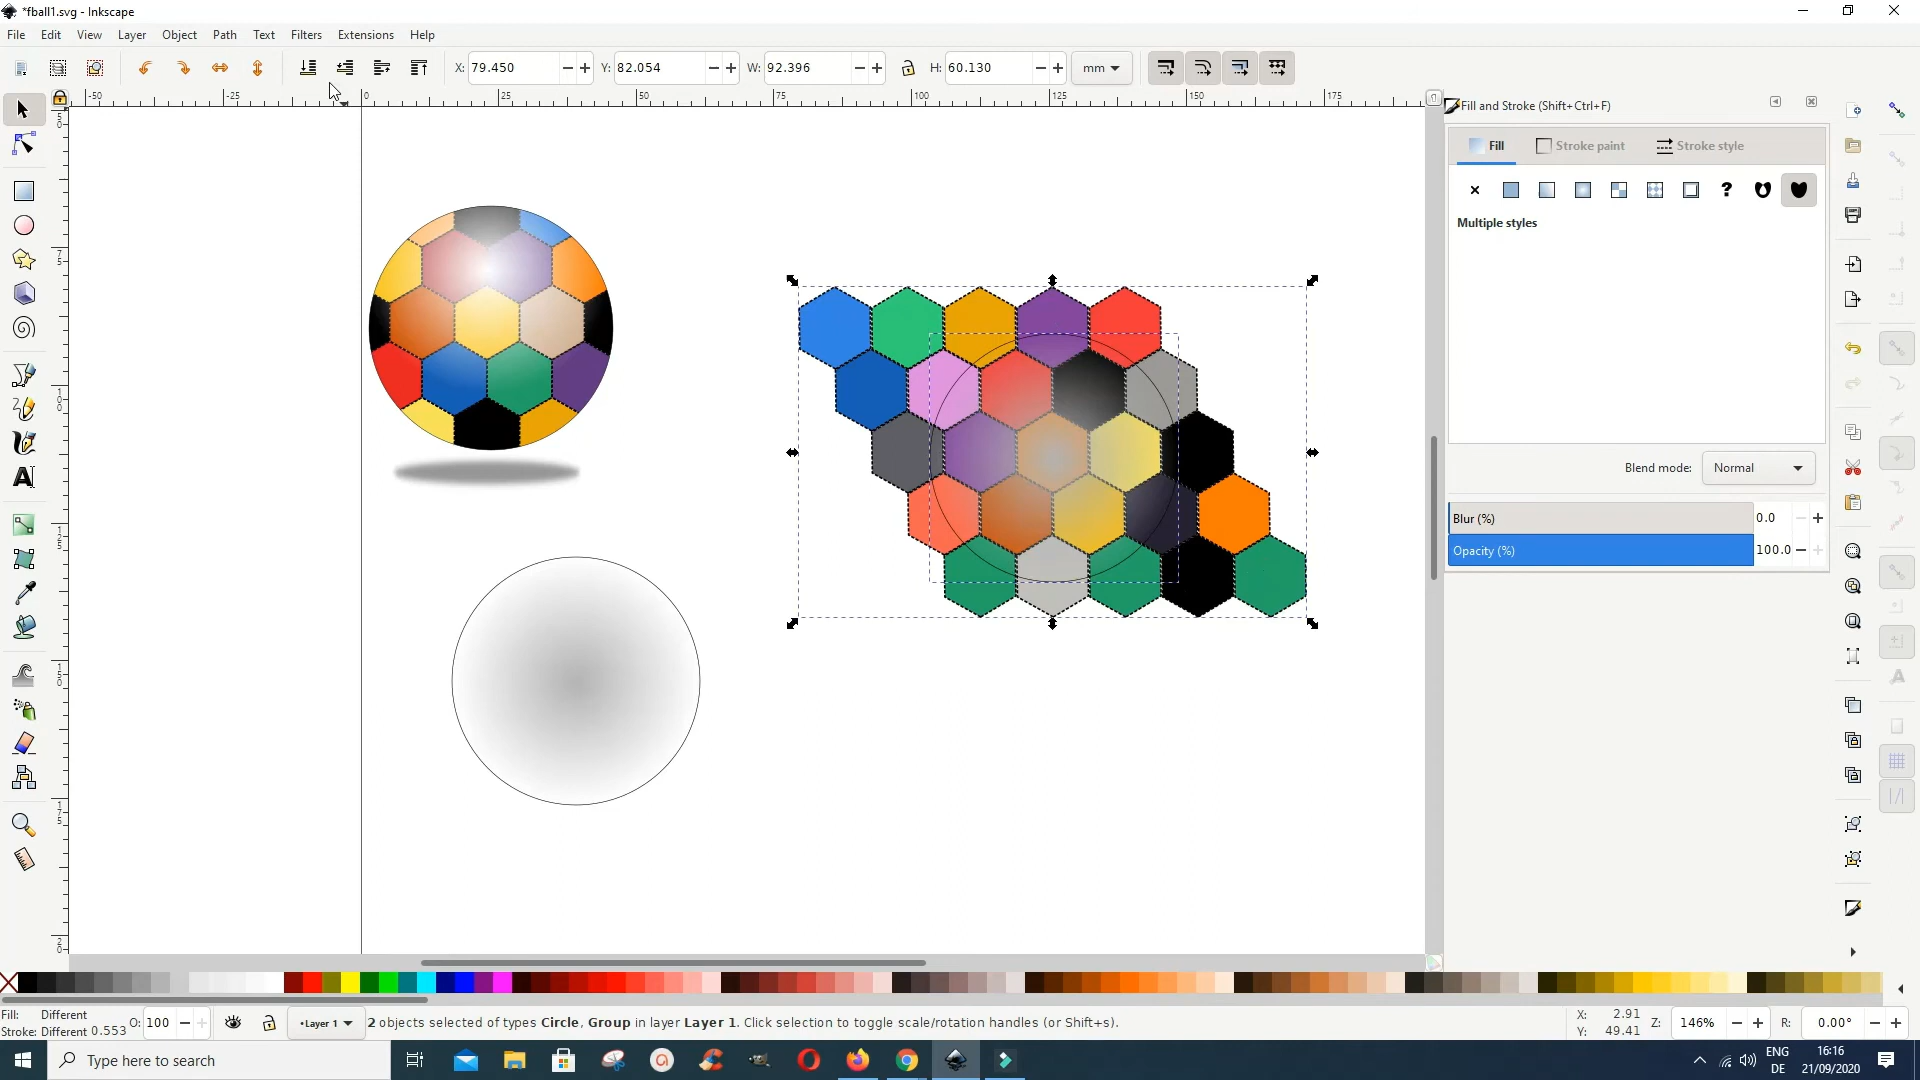 *fball1.svg - Inkscape
File Edit View Layer Object Path Text Filters Extensions Help
X: 79.450 Y: 82.054 W: 92.396 H: 60.130 mm
-50 -25 0 25 50 75 100 125 150 175
Fill and Stroke (Shift+Ctrl+F)
Fill Stroke paint Stroke style
Multiple styles
Blend mode: Normal
Blur (%) 0.0
Opacity (%) 100.0
Fill: Different
Stroke: Different 0.553
O: 100
•Layer 1
2 objects selected of types Circle, Group in layer Layer 1. Click selection to toggle scale/rotation handles (or Shift+s).
X: 2.91
Y: 49.41
Z: 146%
R: 0.00°
Type here to search
ENG
DE
16:16
21/09/2020